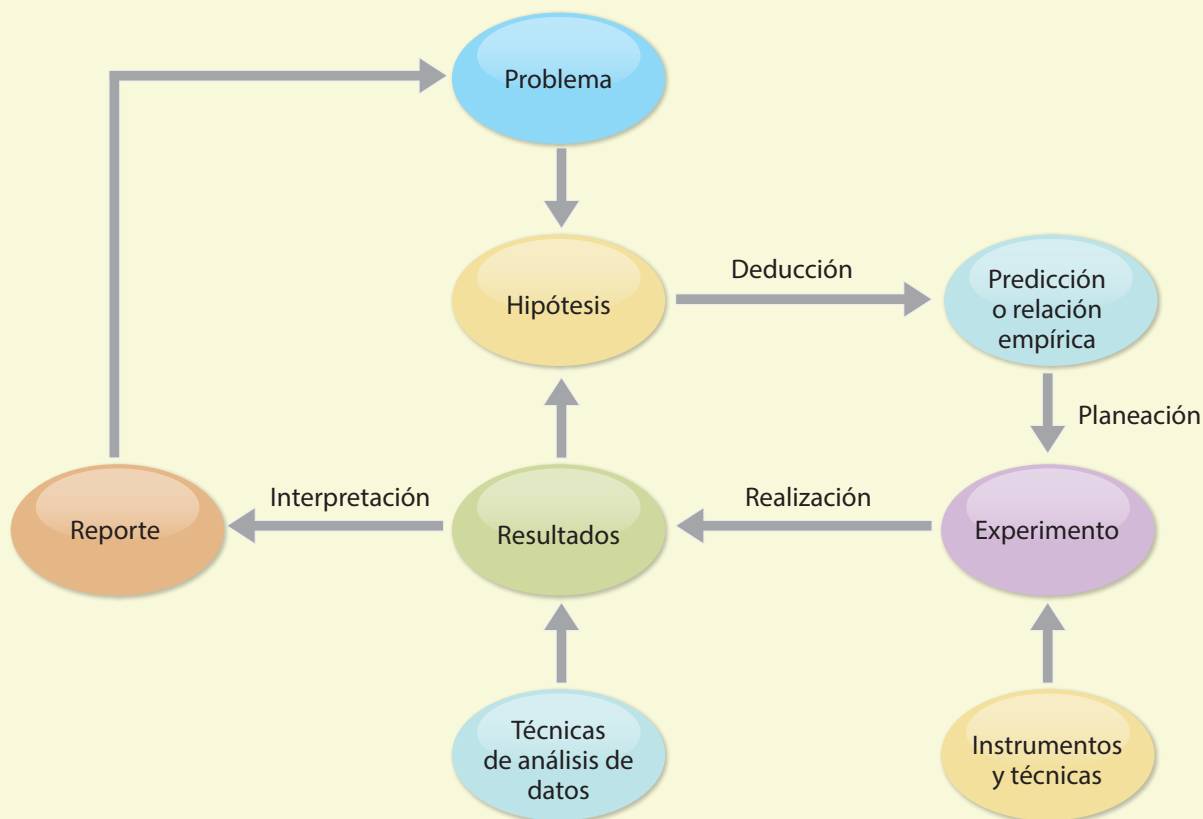 Problema
Hipótesis
Deducción
Predicción
o relación
empírica
Planeación
Reporte
Interpretación
Resultados
Realización
Experimento
Técnicas
de análisis de
datos
Instrumentos
y técnicas